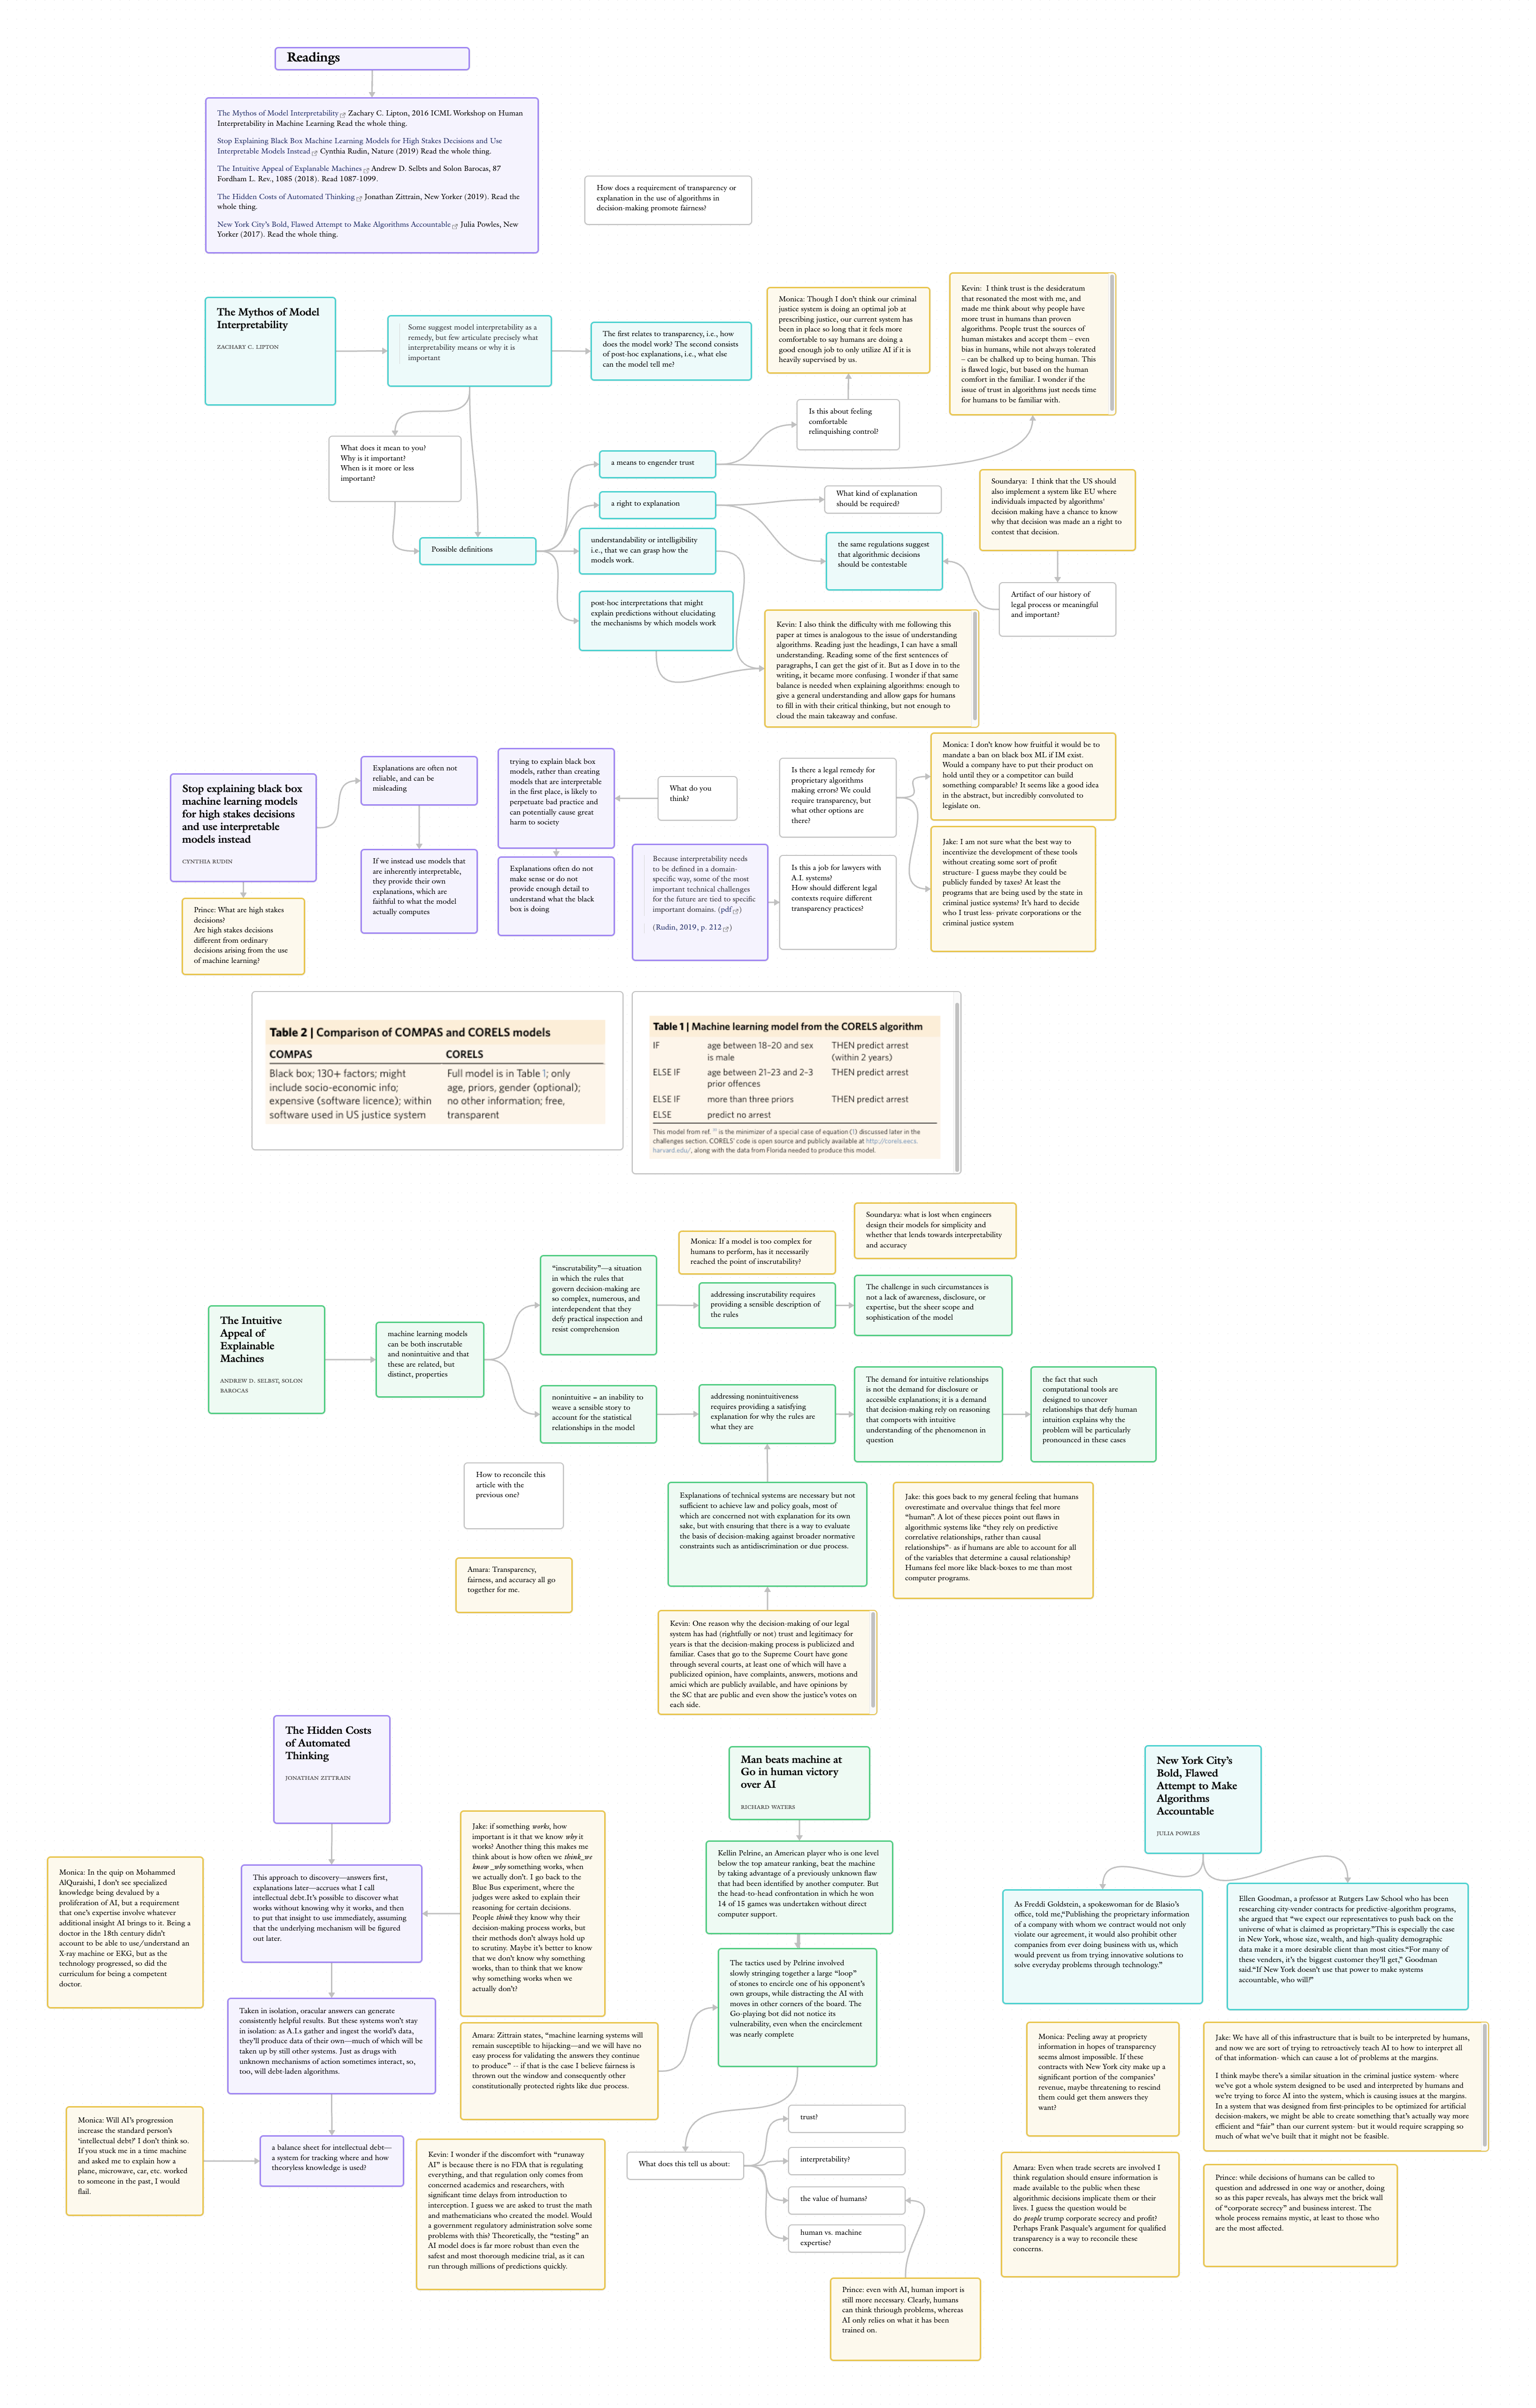 Readings
The Mythos of Model Interpretability Zachary C. Lipton, 2016 ICML Workshop on Human
Interpretability in Machine Learning Read the whole thing.
Stop Explaining Black Box Machine Learning Models for High Stakes Decisions and Use
Interpretable Models Instead Cynthia Rudin, Nature (2019) Read the whole thing.
The Intuitive Appeal of Explanable Machines Andrew D. Selbts and Solon Barocas, 87
Fordham L. Rev., 1085 (2018). Read 1087-1099.
The Hidden Costs of Automated Thinking Jonathan Zittrain, New Yorker (2019). Read the
whole thing.
New York City's Bold, Flawed Attempt to Make Algorithms Accountable Julia Powles, New
Yorker (2017). Read the whole thing.
How does a requirement of transparency or
explanation in the use of algorithms in
decision-making promote fairness?
The Mythos of Model
Interpretability
ZACHARY C. LIPTON
Some suggest model interpretability as a
remedy, but few articulate precisely what
interpretability means or why it is
important
The first relates to transparency, i.e., how
does the model work? The second consists
of post-hoc explanations, i.e., what else
can the model tell me?
Monica: Though I don't think our criminal
justice system is doing an optimal job at
prescribing justice, our current system has
been in place so long that it feels more
comfortable to say humans are doing a
good enough job to only utilize AI if it is
heavily supervised by us.
Kevin: I think trust is the desideratum
that resonated the most with me, and
made me think about why people have
more trust in humans than proven
algorithms. People trust the sources of
human mistakes and accept them – even
bias in humans, while not always tolerated
– can be chalked up to being human. This
is flawed logic, but based on the human
comfort in the familiar. I wonder if the
issue of trust in algorithms just needs time
for humans to be familiar with.
Is this about feeling
comfortable
relinquishing control?
What does it mean to you?
Why is it important?
When is it more or less
important?
a means to engender trust
a right to explanation
What kind of explanation
should be required?
Soundarya: I think that the US should
also implement a system like EU where
individuals impacted by algorithms'
decision making have a chance to know
why that decision was made an right to
contest that decision.
Possible definitions
understandability or intelligibility
i.e., that we can grasp how the
models work.
the same regulations suggest
that algorithmic decisions
should be contestable
Artifact of our history of
legal process or meaningful
and important?
post-hoc interpretations that might
explain predictions without elucidating
the mechanisms by which models work
Kevin: I also think the difficulty with me following this
paper at times is analogous to the issue of understanding
algorithms. Reading just the headings, I can have a small
understanding. Reading some of the first sentences of
paragraphs, I can get the gist of it. But as I dove in to the
writing, it became more confusing. I wonder if that same
balance is needed when explaining algorithms: enough to
give a general understanding and allow gaps for humans
to fill in with their critical thinking, but not enough to
cloud the main takeaway and confuse.
Stop explaining black box
machine learning models
for high stakes decisions
and use interpretable
models instead
CYNTHIA RUDIN
Explanations are often not
reliable, and can be
misleading
trying to explain black box
models, rather than creating
models that are interpretable
in the first place, is likely to
perpetuate bad practice and
can potentially cause great
harm to society
What do you
think?
Is there a legal remedy for
proprietary algorithms
making errors? We could
require transparency, but
what other options are
there?
Monica: I don't know how fruitful it would be to
mandate a ban on black box ML if IM exist.
Would a company have to put their product on
hold until they or a competitor can build
something comparable? It seems like a good idea
in the abstract, but incredibly convoluted to
legislate on.
Jake: I am not sure what the best way to
incentivize the development of these tools
without creating some sort of profit
structure- I guess maybe they could be
publicly funded by taxes? At least the
programs that are being used by the state in
criminal justice systems? It's hard to decide
who I trust less- private corporations or the
criminal justice system
If we instead use models that
are inherently interpretable,
they provide their own
explanations, which are
faithful to what the model
actually computes
Explanations often do not
make sense or do not
provide enough detail to
understand what the black
box is doing
Because interpretability needs
to be defined in a domain-
specific way, some of the most
important technical challenges
for the future are tied to specific
important domains. (pdf)
(Rudin, 2019, p. 212)
Is this a job for lawyers with
A.I. systems?
How should different legal
contexts require different
transparency practices?
Prince: What are high stakes
decisions?
Are high stakes decisions
different from ordinary
decisions arising from the use
of machine learning?
Table 2 | Comparison of COMPAS and CORELS models
COMPAS CORELS
Black box; 130+ factors; might Full model is in Table 1; only
include socio-economic info; age, priors, gender (optional);
expensive (software licence); within no other information; free,
software used in US justice system transparent
Table 1 | Machine learning model from the CORELS algorithm
IF age between 18–20 and sex THEN predict arrest
is male (within 2 years)
ELSE IF age between 21–23 and 2–3 THEN predict arrest
prior offences
ELSE IF more than three priors THEN predict arrest
ELSE predict no arrest
This model from ref. is the minimizer of a special case of equation (1) discussed later in the
challenges section. CORELS' code is open source and publicly available at http://corels.eecs.
harvard.edu/, along with the data from Florida needed to produce this model.
Soundarya: what is lost when engineers
design their models for simplicity and
whether that lends towards interpretability
and accuracy
Monica: If a model is too complex for
humans to perform, has it necessarily
reached the point of inscrutability?
The Intuitive
Appeal of
Explainable
Machines
ANDREW D. SELBST, SOLON
BAROCAS
machine learning models
can be both inscrutable
and nonintuitive and that
these are related, but
distinct, properties
“inscrutability”—a situation
in which the rules that
govern decision-making are
so complex, numerous, and
interdependent that they
defy practical inspection and
resist comprehension
addressing inscrutability requires
providing a sensible description of
the rules
The challenge in such circumstances is
not a lack of awareness, disclosure, or
expertise, but the sheer scope and
sophistication of the model
nonintuitive = an inability to
weave a sensible story to
account for the statistical
relationships in the model
addressing nonintuitiveness
requires providing a satisfying
explanation for why the rules are
what they are
The demand for intuitive relationships
is not the demand for disclosure or
accessible explanations; it is a demand
that decision-making rely on reasoning
that comports with intuitive
understanding of the phenomenon in
question
the fact that such
computational tools are
designed to uncover
relationships that defy human
intuition explains why the
problem will be particularly
pronounced in these cases
How to reconcile this
article with the
previous one?
Explanations of technical systems are necessary but not
sufficient to achieve law and policy goals, most of
which are concerned not with explanation for its own
sake, but with ensuring that there is a way to evaluate
the basis of decision-making against broader normative
constraints such as antidiscrimination or due process.
Jake: this goes back to my general feeling that humans
overestimate and overvalue things that feel more
“human”. A lot of these pieces point out flaws in
algorithmic systems like “they rely on predictive
correlative relationships, rather than causal
relationships”- as if humans are able to account for all
of the variables that determine a causal relationship?
Humans feel more like black-boxes to me than most
computer programs.
Amara: Transparency,
fairness, and accuracy all go
together for me.
Kevin: One reason why the decision-making of our legal
system has had (rightfully or not) trust and legitimacy for
years is that the decision-making process is publicized and
familiar. Cases that go to the Supreme Court have gone
through several courts, at least one of which will have a
publicized opinion, have complaints, answers, motions and
amici which are publicly available, and have opinions by
the SC that are public and even show the justice's votes on
each side.
The Hidden Costs
of Automated
Thinking
JONATHAN ZITTRAIN
Man beats machine at
Go in human victory
over AI
RICHARD WATERS
New York City's
Bold, Flawed
Attempt to Make
Algorithms
Accountable
JULIA POWLES
Monica: In the quip on Mohammed
AlQuraishi, I don't see specialized
knowledge being devalued by a
proliferation of AI, but a requirement
that one's expertise involve whatever
additional insight AI brings to it. Being a
doctor in the 18th century didn't
account to be able to use/understand an
X-ray machine or EKG, but as the
technology progressed, so did the
curriculum for being a competent
doctor.
This approach to discovery—answers first,
explanations later—accrues what I call
intellectual debt.It's possible to discover what
works without knowing why it works, and then
to put that insight to use immediately, assuming
that the underlying mechanism will be figured
out later.
Jake: if something works, how
important is it that we know why it
works? Another thing this makes me
think about is how often we think_we
know _why something works, when
we actually don't. I go back to the
Blue Bus experiment, where the
judges were asked to explain their
reasoning for certain decisions.
People think they know why their
decision-making process works, but
their methods don't always hold up
to scrutiny. Maybe it's better to know
that we don't know why something
works, than to think that we know
why something works when we
actually don't?
Kellin Pelrine, an American player who is one level
below the top amateur ranking, beat the machine
by taking advantage of a previously unknown flaw
that had been identified by another computer. But
the head-to-head confrontation in which he won
14 of 15 games was undertaken without direct
computer support.
As Freddi Goldstein, a spokeswoman for de Blasio's
office, told me,“Publishing the proprietary information
of a company with whom we contract would not only
violate our agreement, it would also prohibit other
companies from ever doing business with us, which
would prevent us from trying innovative solutions to
solve everyday problems through technology.”
Ellen Goodman, a professor at Rutgers Law School who has been
researching city-vender contracts for predictive-algorithm programs,
she argued that “we expect our representatives to push back on the
universe of what is claimed as proprietary.”This is especially the case
in New York, whose size, wealth, and high-quality demographic
data make it a more desirable client than most cities.“For many of
these venders, it's the biggest customer they'll get,” Goodman
said.“If New York doesn't use that power to make systems
accountable, who will?”
Taken in isolation, oracular answers can generate
consistently helpful results. But these systems won't stay
in isolation: as A.I.s gather and ingest the world's data,
they'll produce data of their own—much of which will be
taken up by still other systems. Just as drugs with
unknown mechanisms of action sometimes interact, so,
too, will debt-laden algorithms.
The tactics used by Pelrine involved
slowly stringing together a large “loop”
of stones to encircle one of his opponent's
own groups, while distracting the AI with
moves in other corners of the board. The
Go-playing bot did not notice its
vulnerability, even when the encirclement
was nearly complete
Amara: Zittrain states, “machine learning systems will
remain susceptible to hijacking—and we will have no
easy process for validating the answers they continue
to produce” -- if that is the case I believe fairness is
thrown out the window and consequently other
constitutionally protected rights like due process.
Monica: Peeling away at propriety
information in hopes of transparency
seems almost impossible. If these
contracts with New York city make up a
significant portion of the companies'
revenue, maybe threatening to rescind
them could get them answers they
want?
Jake: We have all of this infrastructure that is built to be interpreted by humans,
and now we are sort of trying to retroactively teach AI to how to interpret all
of that information- which can cause a lot of problems at the margins.
I think maybe there's a similar situation in the criminal justice system- where
we've got a whole system designed to be used and interpreted by humans and
we're trying to force AI into the system, which is causing issues at the margins.
In a system that was designed from first-principles to be optimized for artificial
decision-makers, we might be able to create something that's actually way more
efficient and “fair” than our current system- but it would require scrapping so
much of what we've built that it might not be feasible.
Monica: Will AI's progression
increase the standard person's
‘intellectual debt?’ I don't think so.
If you stuck me in a time machine
and asked me to explain how a
plane, microwave, car, etc. worked
to someone in the past, I would
flail.
a balance sheet for intellectual debt—
a system for tracking where and how
theoryless knowledge is used?
Kevin: I wonder if the discomfort with “runaway
AI” is because there is no FDA that is regulating
everything, and that regulation only comes from
concerned academics and researchers, with
significant time delays from introduction to
interception. I guess we are asked to trust the math
and mathematicians who created the model. Would
a government regulatory administration solve some
problems with this? Theoretically, the “testing” an
AI model does is far more robust than even the
safest and most thorough medicine trial, as it can
run through millions of predictions quickly.
What does this tell us about:
trust?
interpretability?
the value of humans?
human vs. machine
expertise?
Amara: Even when trade secrets are involved I
think regulation should ensure information is
made available to the public when these
algorithmic decisions implicate them or their
lives. I guess the question would be
do people trump corporate secrecy and profit?
Perhaps Frank Pasquale's argument for qualified
transparency is a way to reconcile these
concerns.
Prince: while decisions of humans can be called to
question and addressed in one way or another, doing
so as this paper reveals, has always met the brick wall
of “corporate secrecy” and business interest. The
whole process remains mystic, at least to those who
are the most affected.
Prince: even with AI, human import is
still more necessary. Clearly, humans
can think thriough problems, whereas
AI only relies on what it has been
trained on.